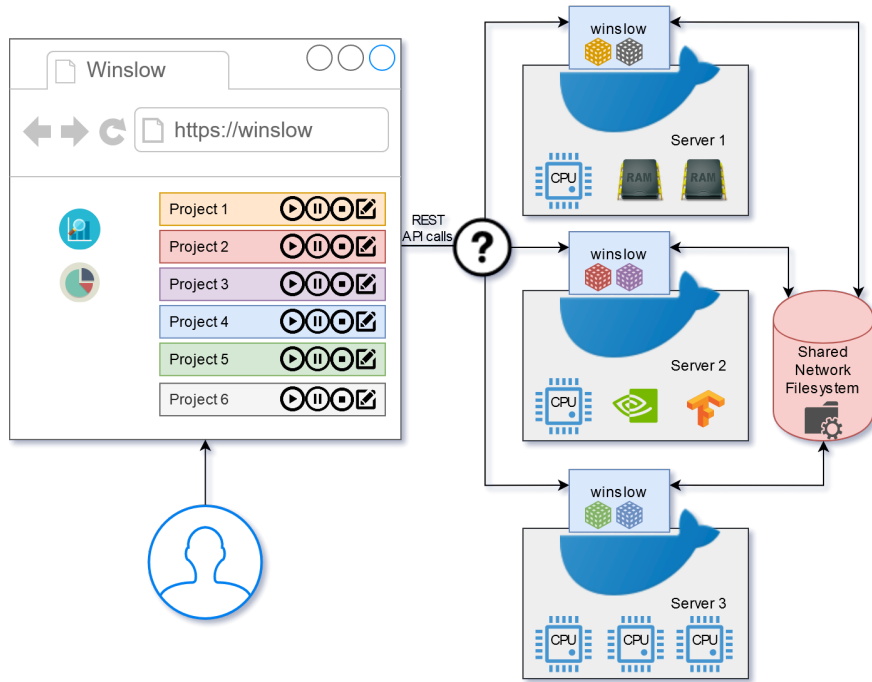 Winslow
https://winslow
Project 1
Project 2
Project 3
Project 4
Project 5
Project 6
REST
API calls
?
winslow
Server 1
CPU
RAM
RAM
winslow
Server 2
CPU
winslow
Server 3
CPU
CPU
CPU
Shared
Network
Filesystem